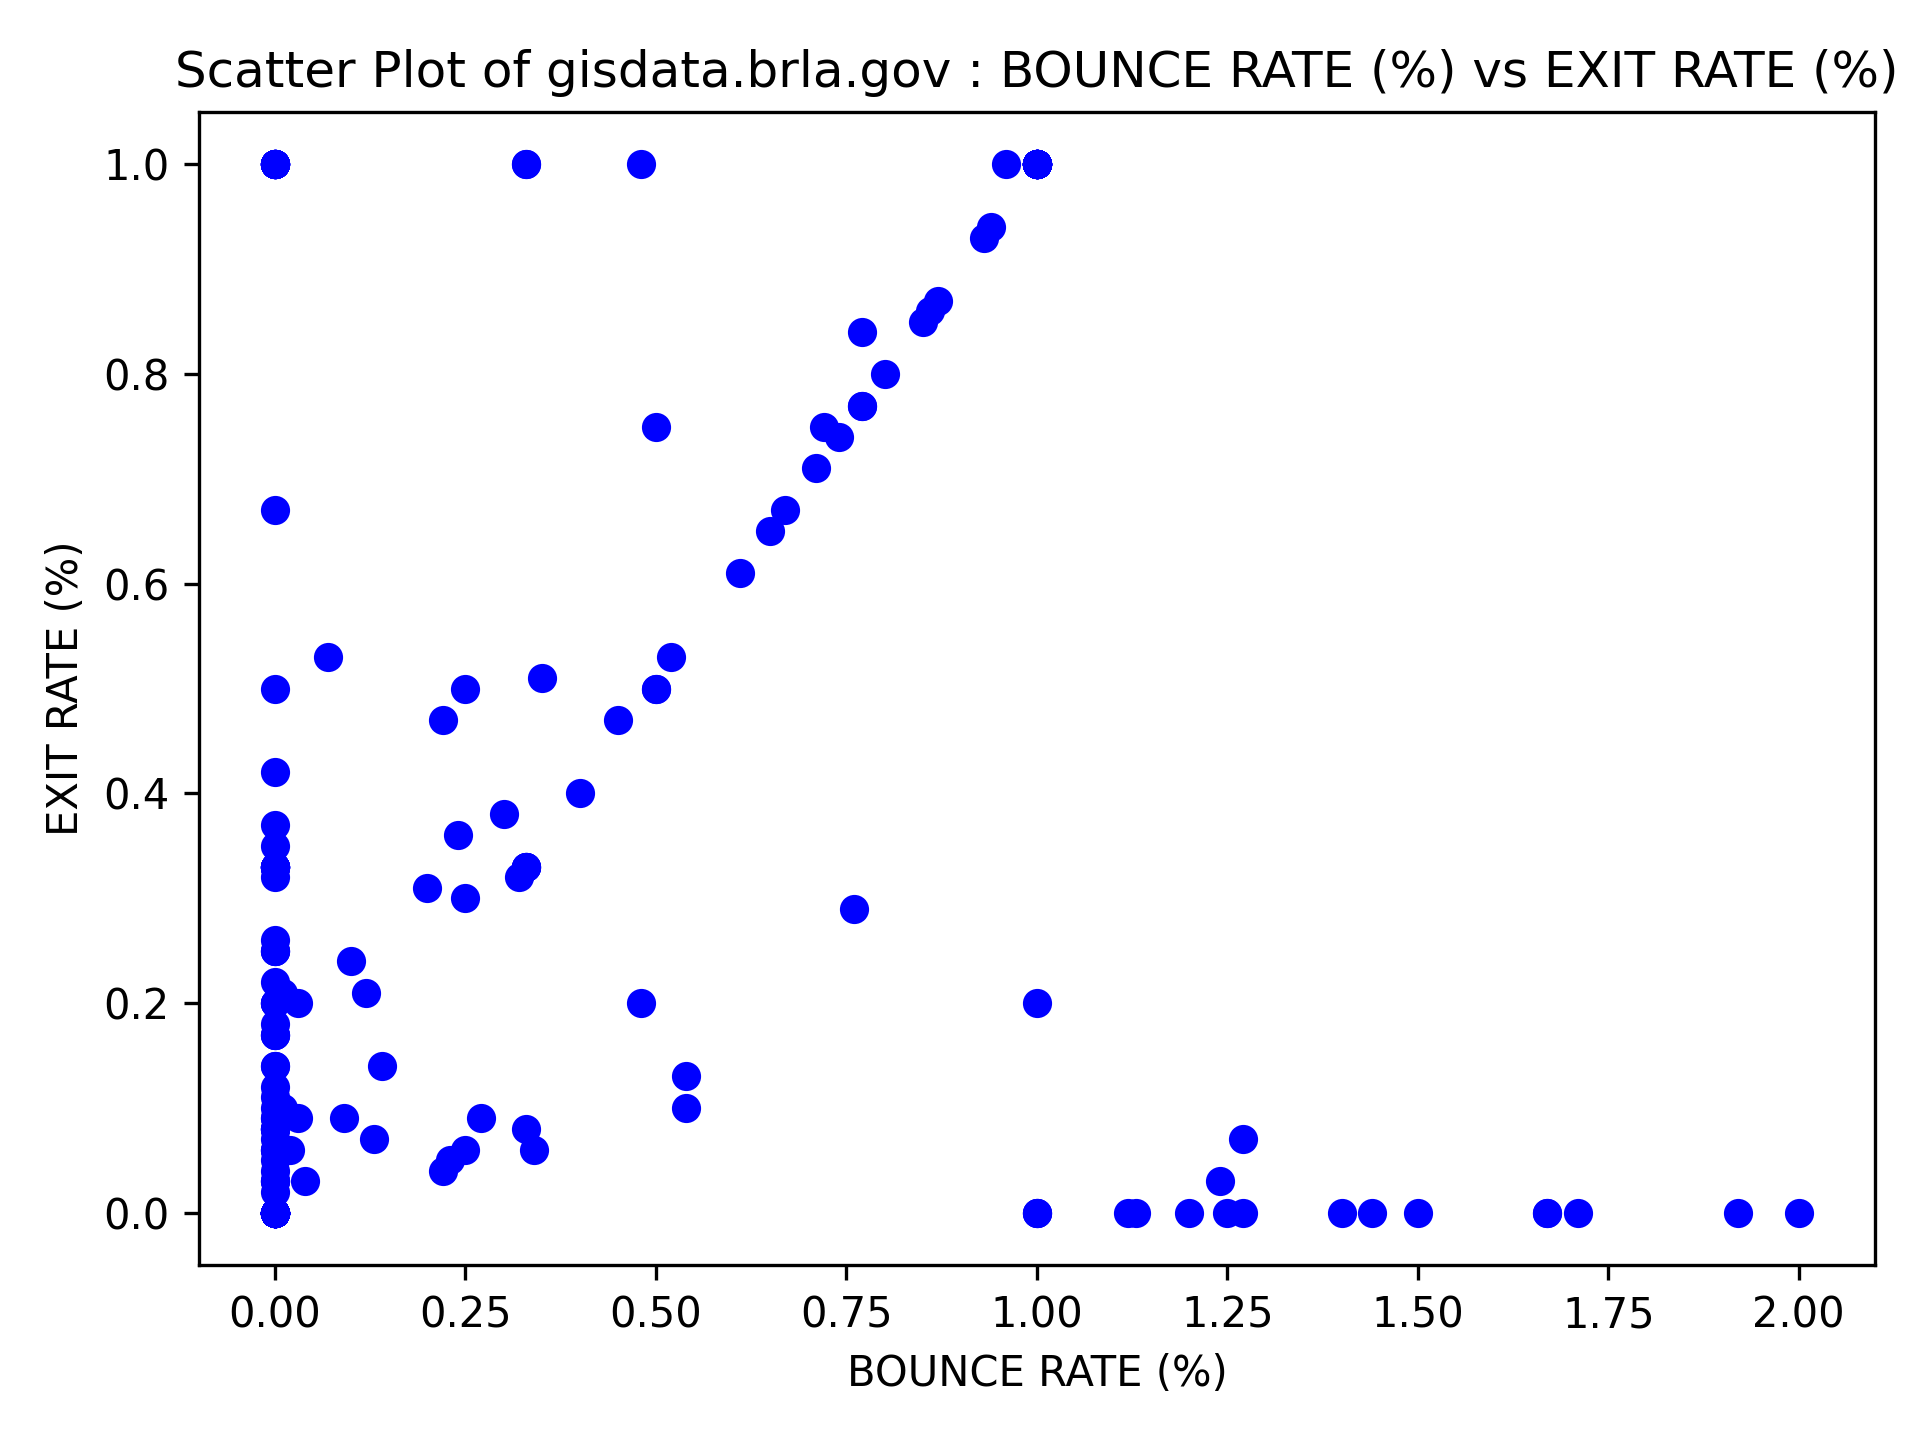 Scatter Plot of gisdata.brla.gov : BOUNCE RATE (%) vs EXIT RATE (%)
EXIT RATE (%)
1.0
0.8
0.6
0.4
0.2
0.0
0.00 0.25 0.50 0.75 1.00 1.25 1.50 1.75 2.00
BOUNCE RATE (%)